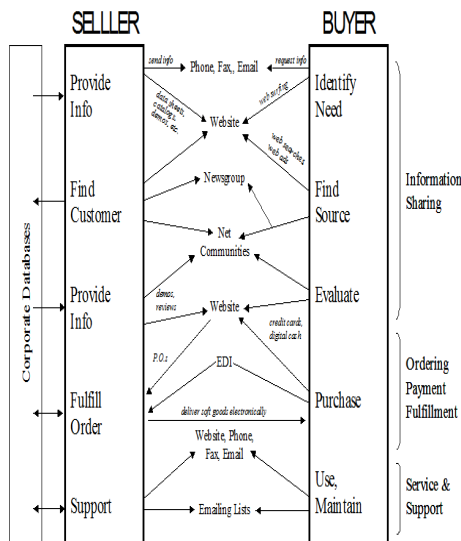 SELLLER
BUYER
send info
Phone, Fax,, Email
request info
Provide
Info
data sheets,
catalogs,
demos, etc.
web surfing
Identify
Need
Website
web searches
web ads
Newsgroup
Find
Customer
Find
Source
Information
Sharing
Net
Communities
Corporate Databases
Provide
Info
demos,
reviews
Evaluate
Website
credit cards,
digital cash
P.O.s
EDI
Ordering
Payment
Fulfillment
Fulfill
Order
deliver soft goods electronically
Purchase
Website, Phone,
Fax, Email
Use,
Maintain
Service &
Support
Support
Emailing Lists